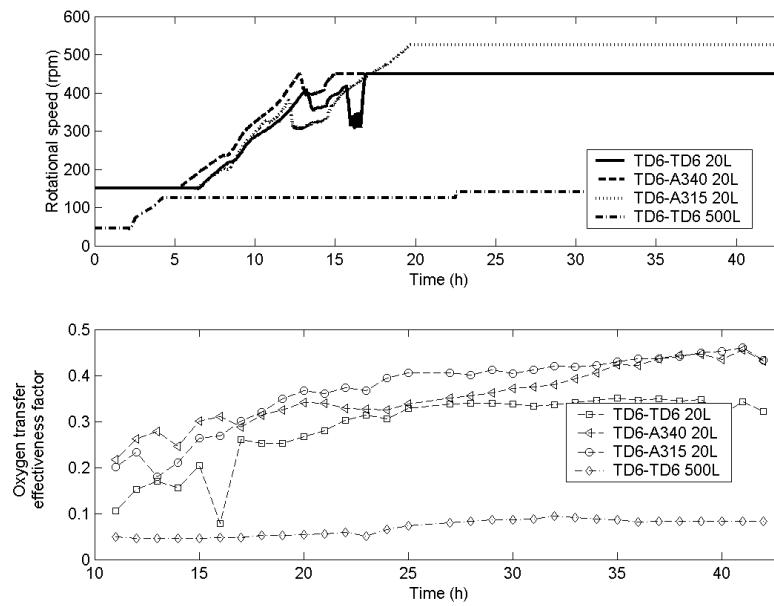 600
500
400
300
200
100
0
Rotational speed (rpm)
TD6-TD6 20L
TD6-A340 20L
TD6-A315 20L
TD6-TD6 500L
0 5 10 15 20 25 30 35 40
Time (h)
0.5
0.4
0.3
0.2
0.1
0
Oxygen transfer
effectiveness factor
TD6-TD6 20L
TD6-A340 20L
TD6-A315 20L
TD6-TD6 500L
10 15 20 25 30 35 40
Time (h)